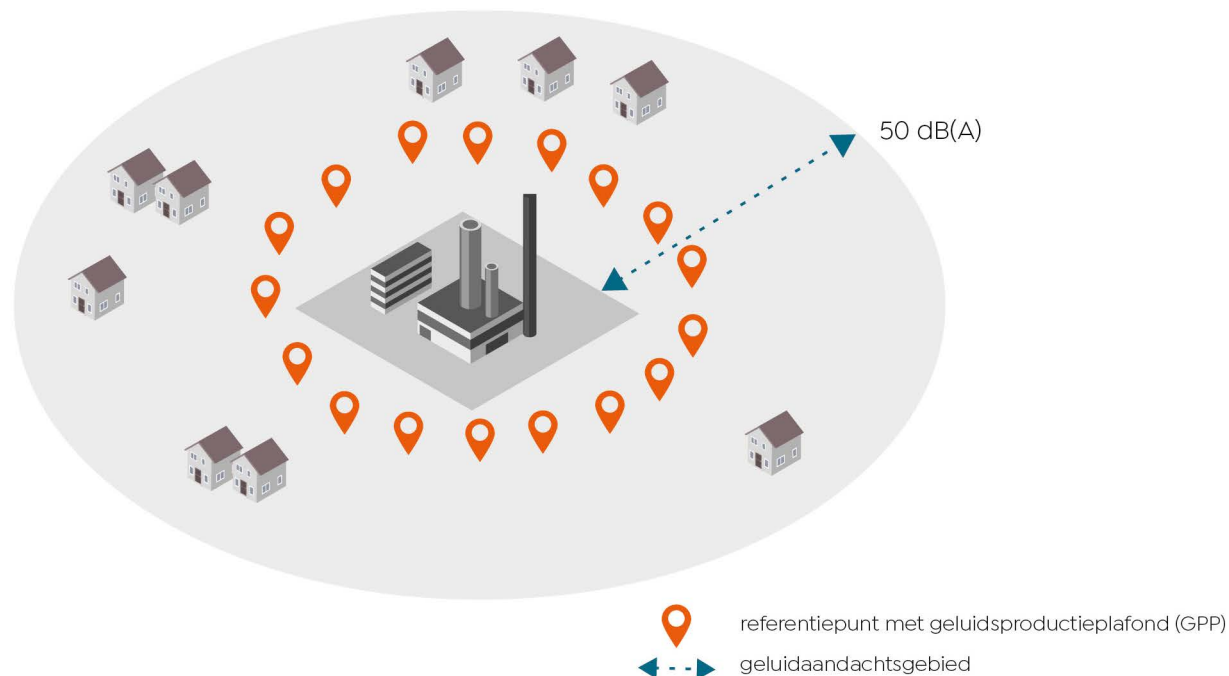 50 dB(A)
referentiepunt met geluidsproductieplafond (GPP)
geluidaandachtsgebied